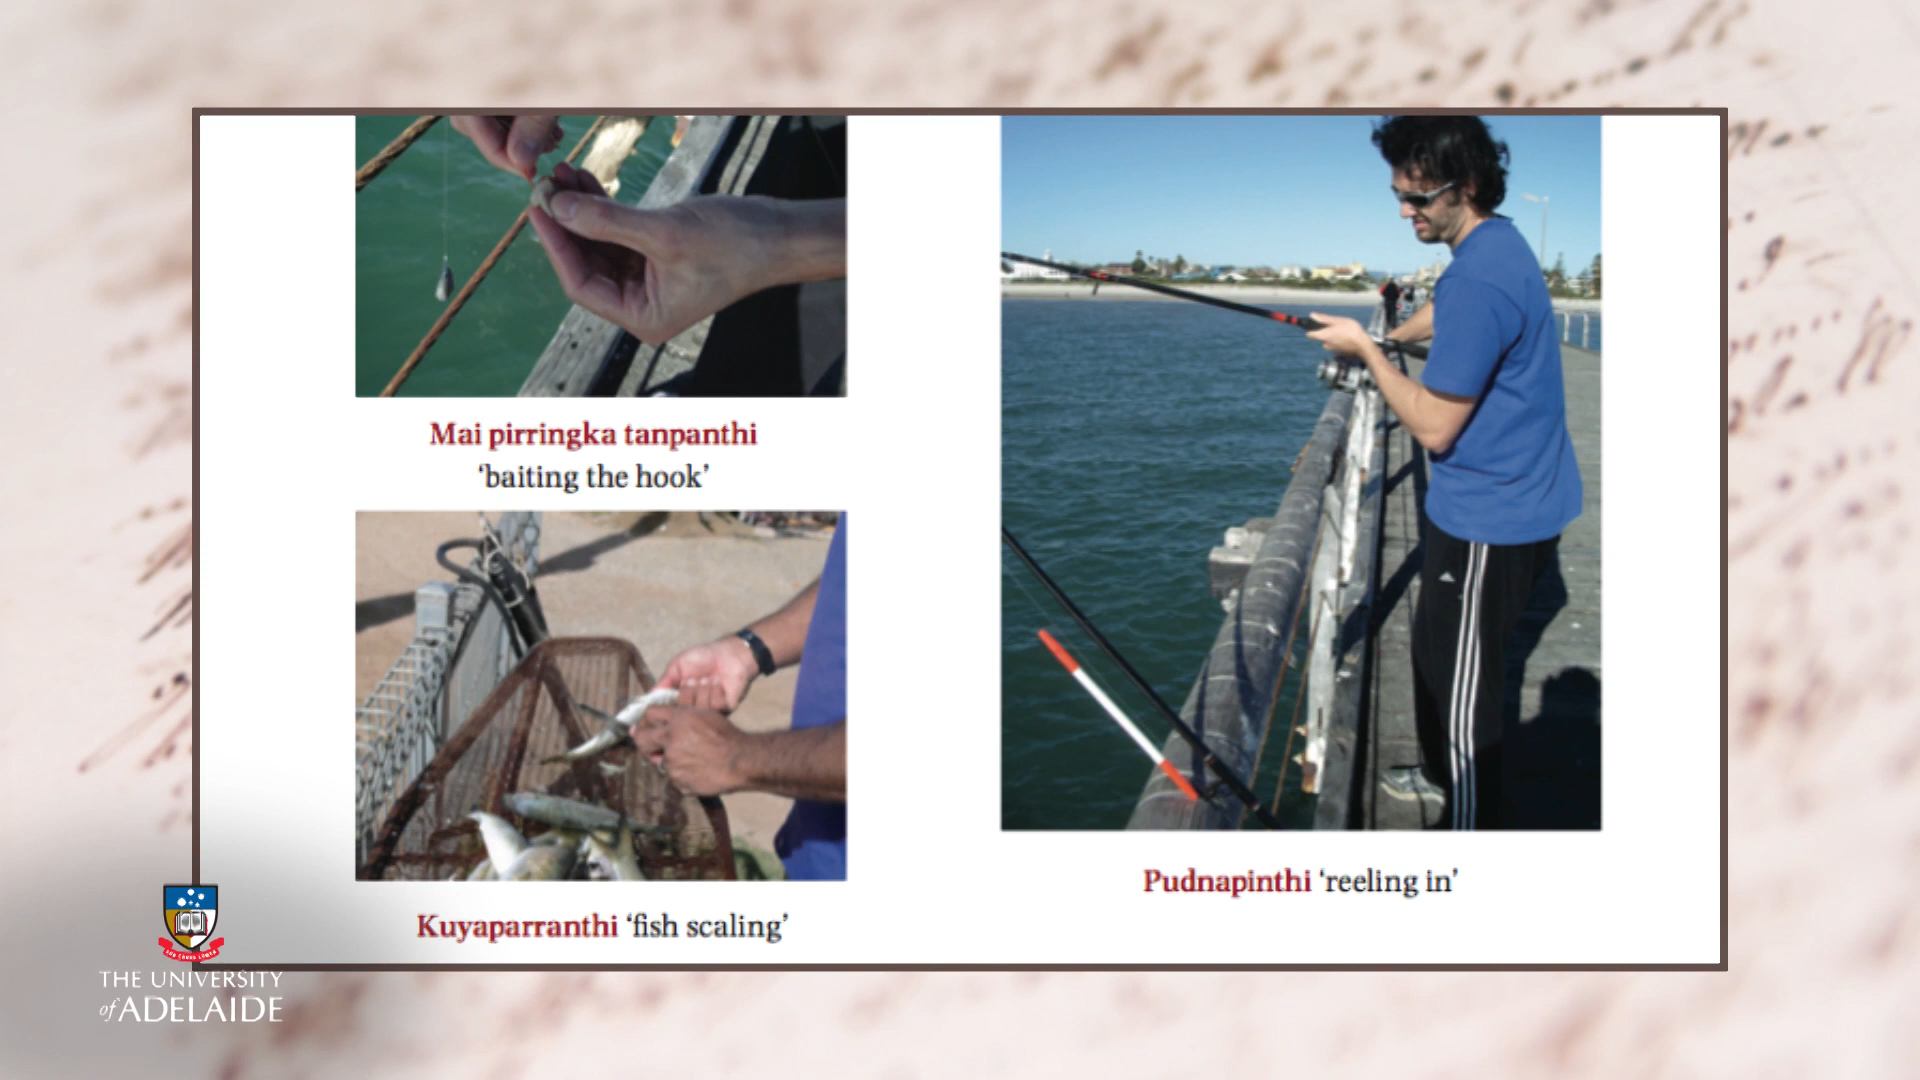 Mai pirringka tanpanthi
‘baiting the hook’
Kuyaparranthi ‘fish scaling’
Pudnapinthi ‘reeling in’
THE UNIVERSITY
of ADELAIDE